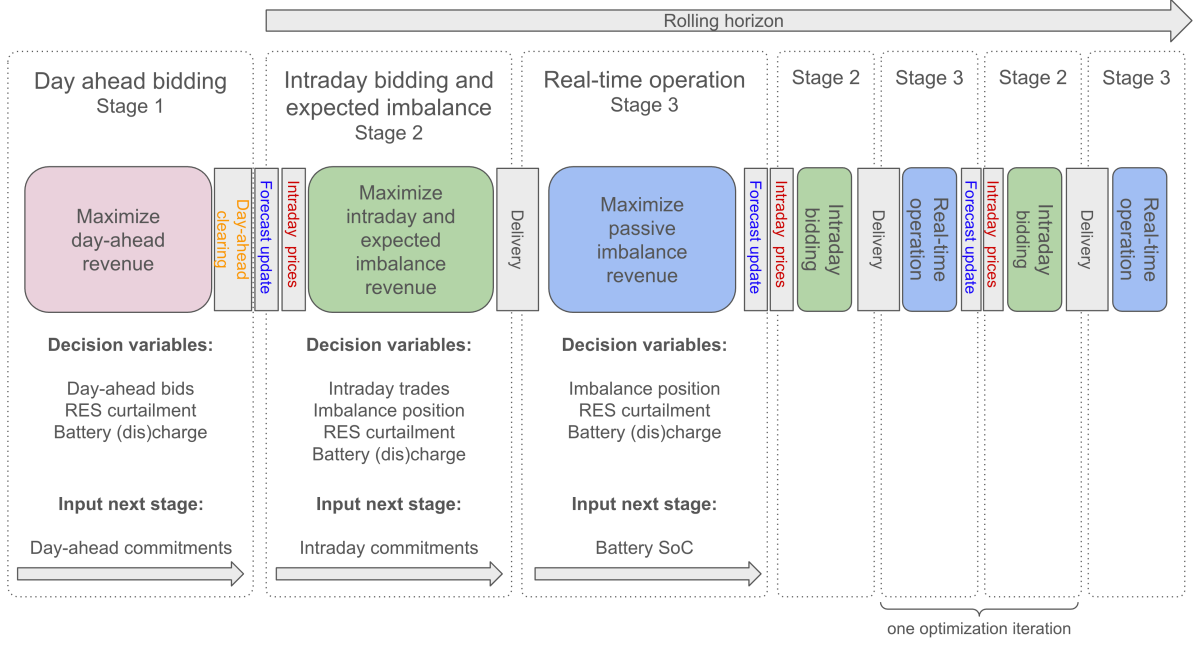 Rolling horizon
Day ahead bidding
Stage 1
Maximize
day-ahead
revenue
Day-ahead
clearing
Forecast update
Decision variables:
Day-ahead bids
RES curtailment
Battery (dis)charge
Input next stage:
Day-ahead commitments
Intraday bidding and
expected imbalance
Stage 2
Intraday prices
Maximize
intraday and
expected
imbalance
revenue
Delivery
Decision variables:
Intraday trades
Imbalance position
RES curtailment
Battery (dis)charge
Input next stage:
Intraday commitments
Real-time operation
Stage 3
Maximize
passive
imbalance
revenue
Forecast update
Decision variables:
Imbalance position
RES curtailment
Battery (dis)charge
Input next stage:
Battery SoC
Stage 2
Intraday prices
Intraday
bidding
Delivery
Stage 3
Real-time
operation
Forecast update
Stage 2
Intraday prices
Intraday
bidding
Delivery
Stage 3
Real-time
operation
one optimization iteration